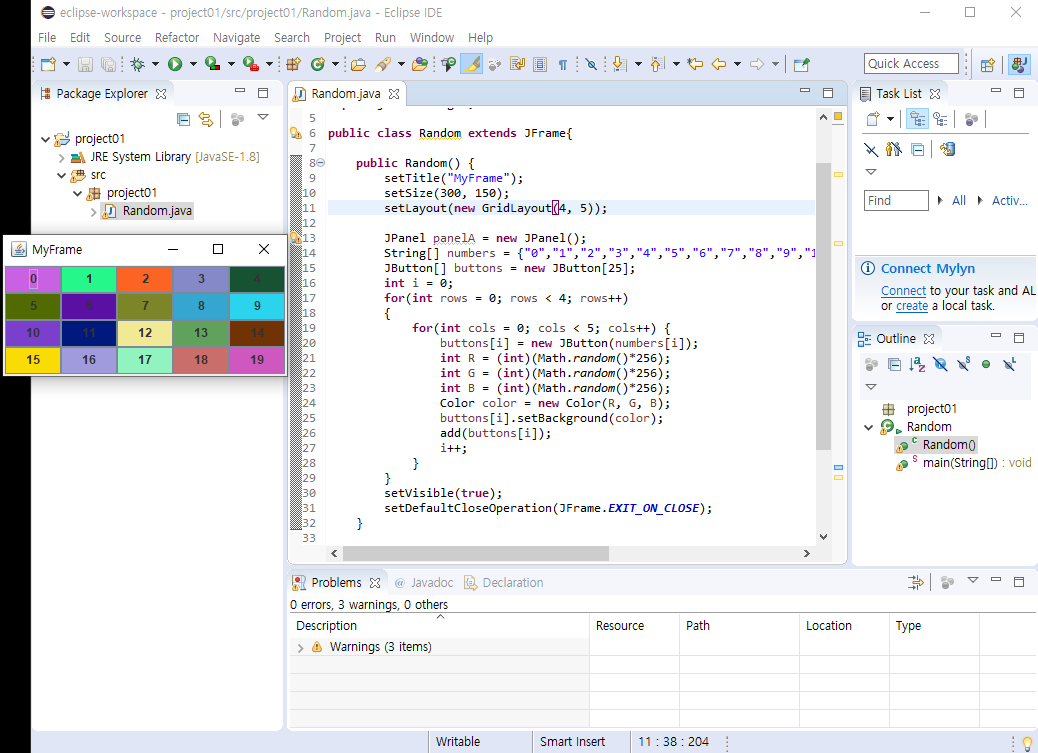 eclipse-workspace - project01/src/project01/Random.java - Eclipse IDE
File Edit Source Refactor Navigate Search Project Run Window Help
Quick Access
Package Explorer
project01
JRE System Library [JavaSE-1.8]
src
project01
Random.java
MyFrame
0 1 2 3 4
5 6 7 8 9
10 11 12 13 14
15 16 17 18 19
Random.java
5
6 public class Random extends JFrame{
7
8 public Random() {
9 setTitle("MyFrame");
10 setSize(300, 150);
11 setLayout(new GridLayout(4, 5));
12
13 JPanel panelA = new JPanel();
14 String[] numbers = {"0","1","2","3","4","5","6","7","8","9","1
15 JButton[] buttons = new JButton[25];
16 int i = 0;
17 for(int rows = 0; rows < 4; rows++)
18 {
19 for(int cols = 0; cols < 5; cols++) {
20 buttons[i] = new JButton(numbers[i]);
21 int R = (int)(Math.random()*256);
22 int G = (int)(Math.random()*256);
23 int B = (int)(Math.random()*256);
24 Color color = new Color(R, G, B);
25 buttons[i].setBackground(color);
26 add(buttons[i]);
27 i++;
28 }
29 }
30 setVisible(true);
31 setDefaultCloseOperation(JFrame.EXIT_ON_CLOSE);
32 }
33
Task List
Find All Activ...
Connect Mylyn
Connect to your task and AL
or create a local task.
Outline
project01
Random
Random()
main(String[]) : void
Problems @ Javadoc Declaration
0 errors, 3 warnings, 0 others
Description Resource Path Location Type
Warnings (3 items)
Writable Smart Insert 11 : 38 : 204